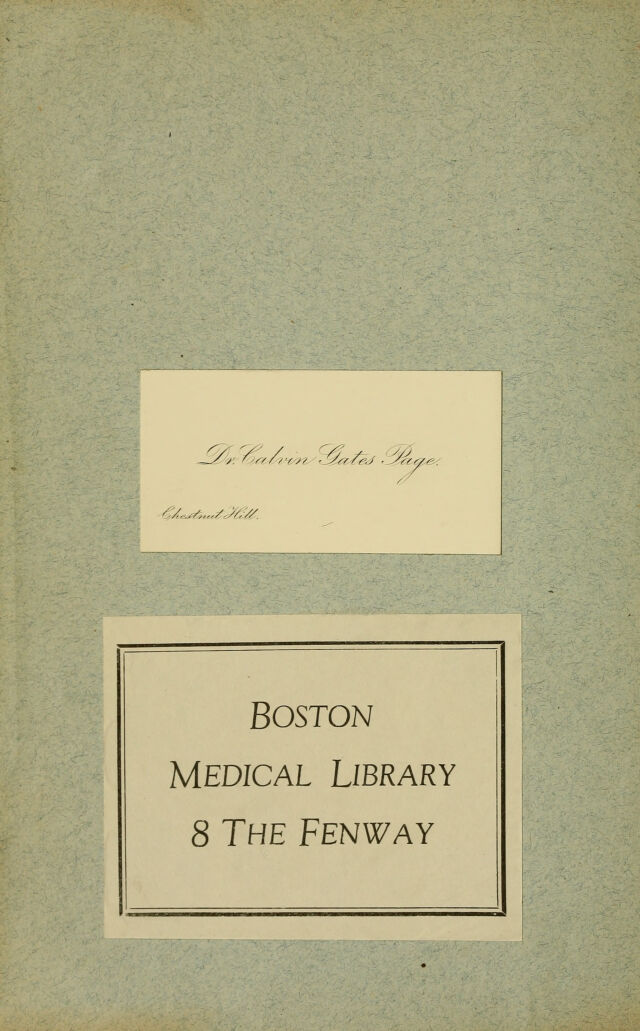 Dr. Calvin Gates Page.
Chestnut Hill.
BOSTON
MEDICAL LIBRARY
8 THE FENWAY